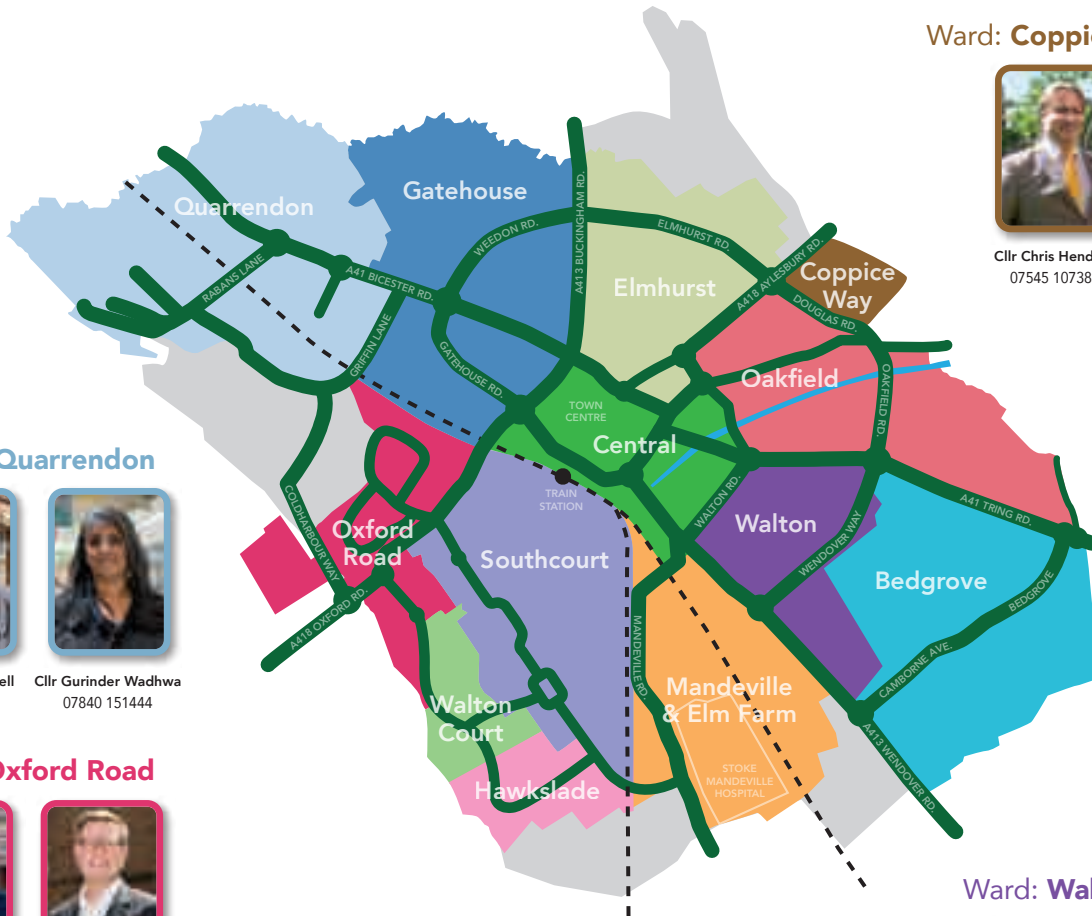 Ward: Coppi
Cllr Chris Hend
07545 10738
Quarrendon
Gatehouse
WEEDON RD.
A413 BUCKINGHAM RD.
ELMHURST RD.
RABANS LANE
A41 BICESTER RD.
Elmhurst
A418 AYLESBURY RD.
Coppice
Way
DOUGLAS RD.
GRIFFIN LANE
GATEHOUSE RD.
Oakfield
OAKFIELD RD.
TOWN
CENTRE
Central
Quarrendon
TRAIN
STATION
COLDHARBOUR WAY
Oxford
Road
Southcourt
WALTON RD.
Walton
WENDOVER WAY
A41 TRING RD.
Bedgrove
BEDGROVE
A418 OXFORD RD.
MANDEVILLE RD.
CAMBORNE AVE.
ell
Cllr Gurinder Wadhwa
07840 151444
Walton
Court
Mandeville
& Elm Farm
A413 WENDOVER RD.
STOKE
MANDEVILLE
HOSPITAL
Hawkslade
Oxford Road
Ward: Wal